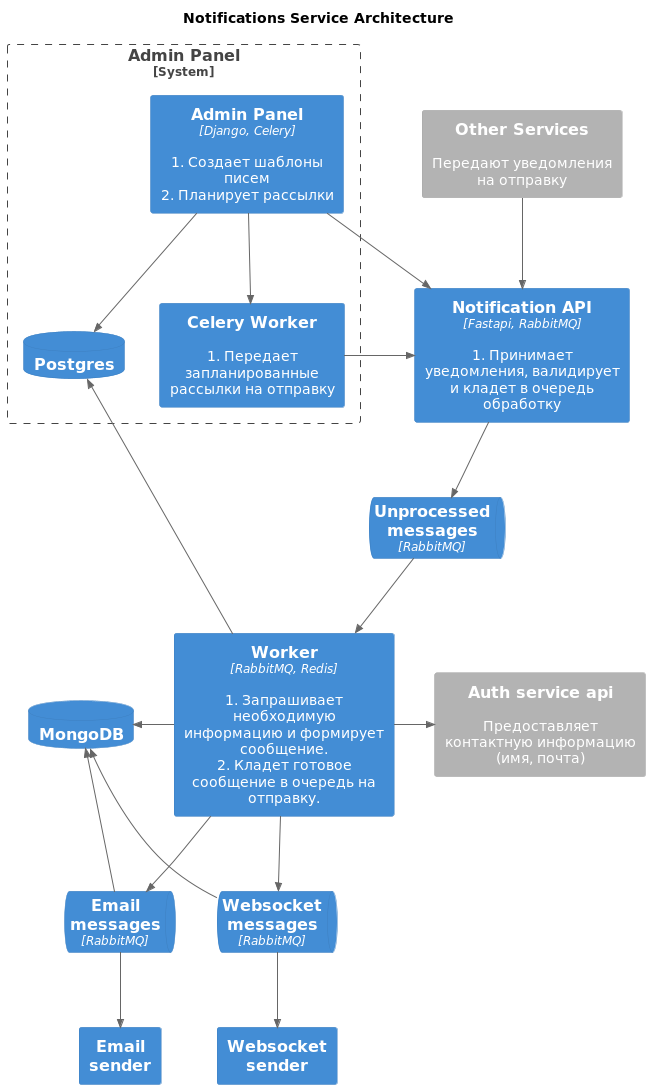 Notifications Service Architecture
Admin Panel
[System]
Admin Panel
[Django, Celery]
1. Создает шаблоны
писем
2. Планирует рассылки
Other Services
Передают уведомления
на отправку
Postgres
Celery Worker
1. Передает
запланированные
рассылки на отправку
Notification API
[Fastapi, RabbitMQ]
1. Принимает
уведомления, валидирует
и кладет в очередь
обработку
Unprocessed
messages
[RabbitMQ]
MongoDB
Worker
[RabbitMQ, Redis]
1. Запрашивает
необходимую
информацию и формирует
сообщение.
2. Кладет готовое
сообщение в очередь на
отправку.
Auth service api
Предоставляет
контактную информацию
(имя, почта)
Email
messages
[RabbitMQ]
Websocket
messages
[RabbitMQ]
Email
sender
Websocket
sender